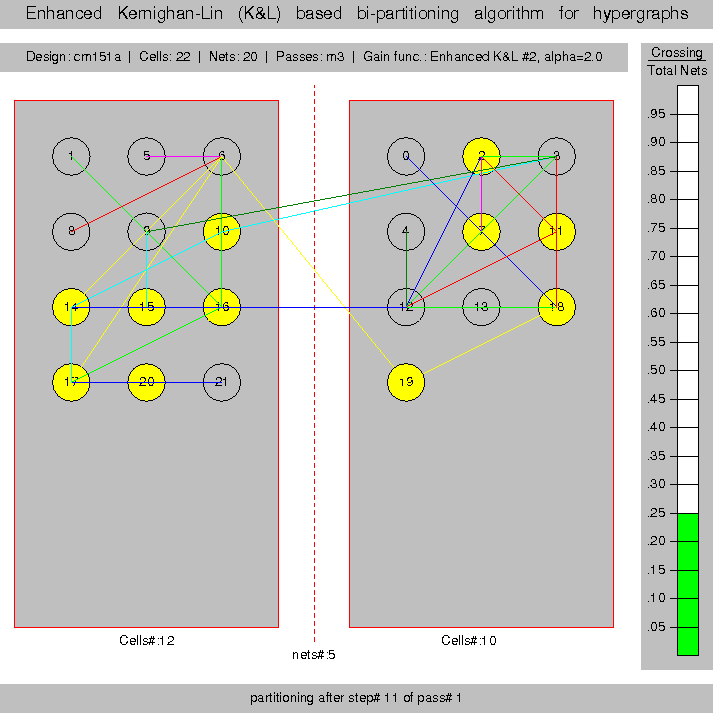 Enhanced Kernighan-Lin (K&L) based bi-partitioning algorithm for hypergraphs
Design: cm151a | Cells: 22 | Nets: 20 | Passes: m3 | Gain func.: Enhanced K&L #2, alpha=2.0
Crossing
Total Nets
.95
.90
.85
.80
.75
.70
.65
.60
.55
.50
.45
.40
.35
.30
.25
.20
.15
.10
.05
1 5 6 0 2 3
8 9 10 4 7 11
14 15 16 12 13 18
17 20 21 19
Cells#:12 Cells#:10
nets#:5
partitioning after step# 11 of pass# 1